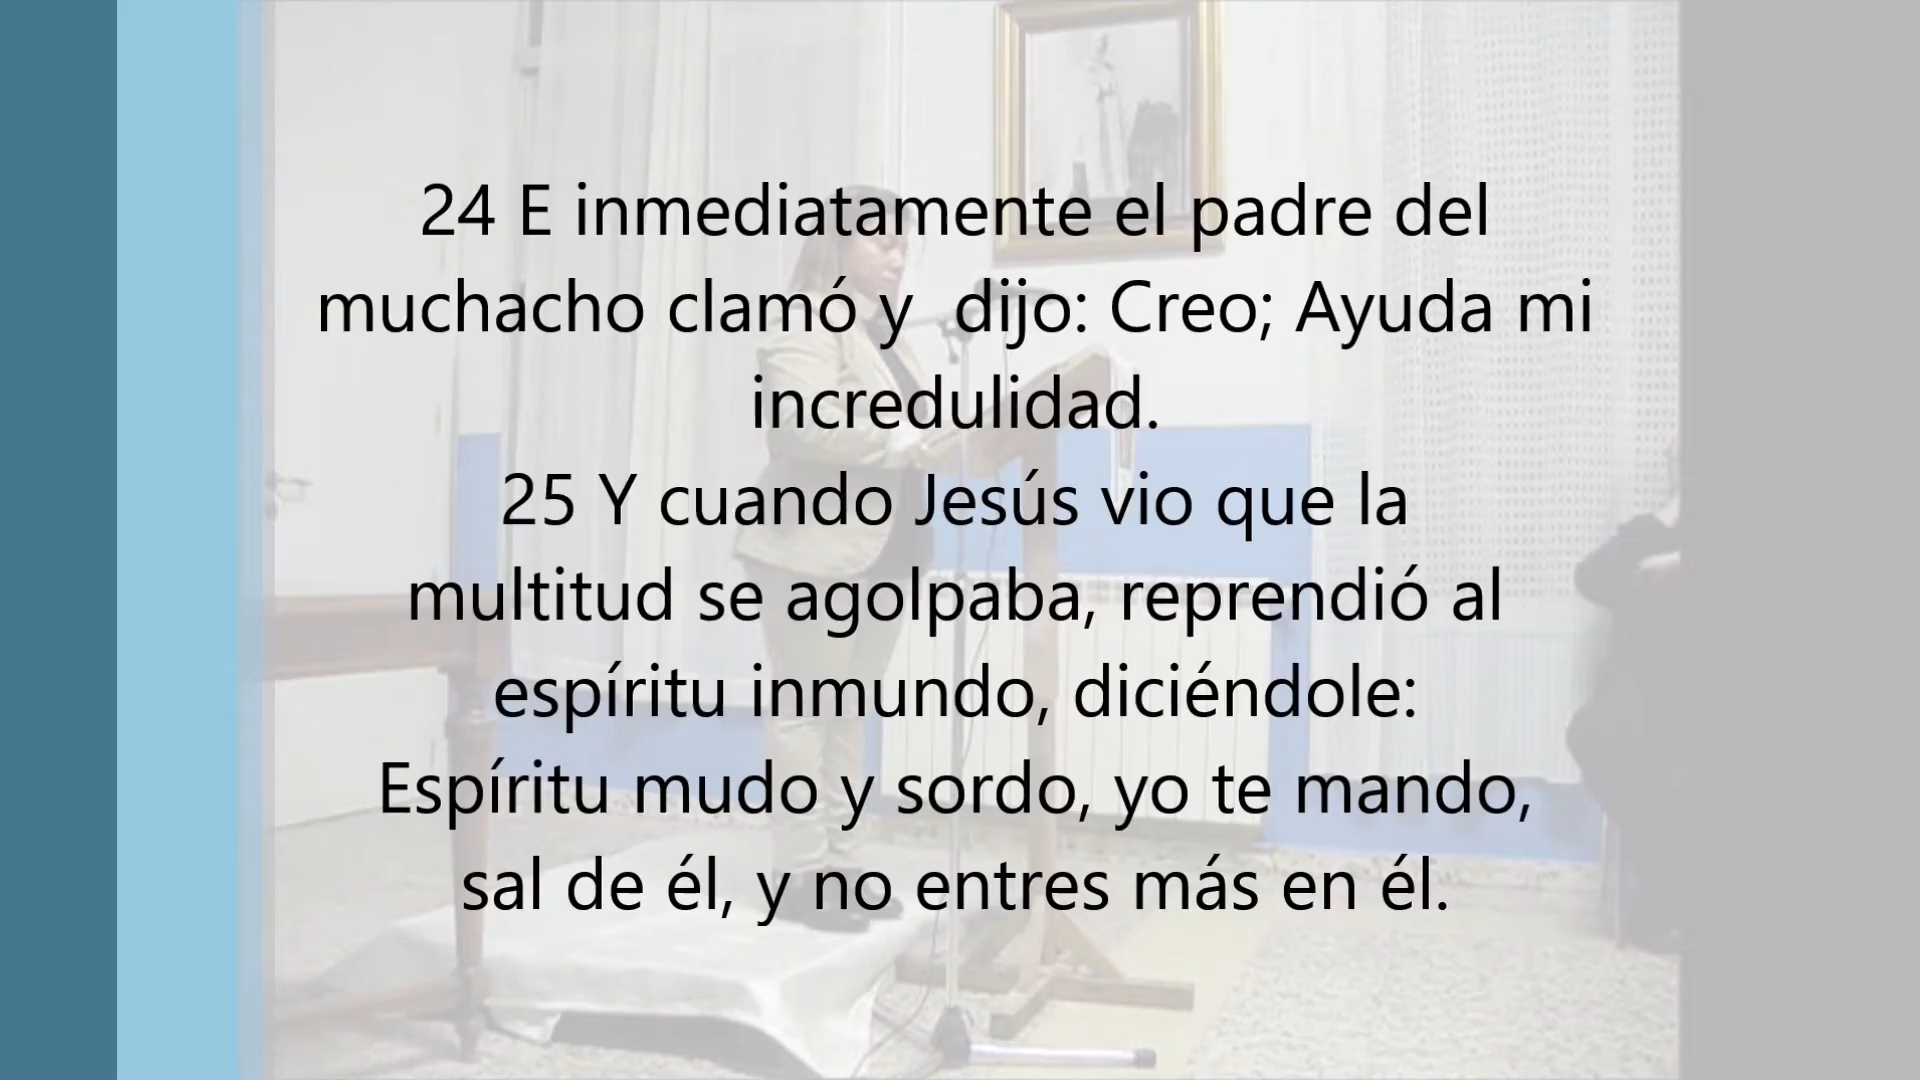 24 E inmediatamente el padre del
muchacho clamó y  dijo: Creo; Ayuda mi
incredulidad.
25 Y cuando Jesús vio que la
multitud se agolpaba, reprendió al
espíritu inmundo, diciéndole:
Espíritu mudo y sordo, yo te mando,
sal de él, y no entres más en él.